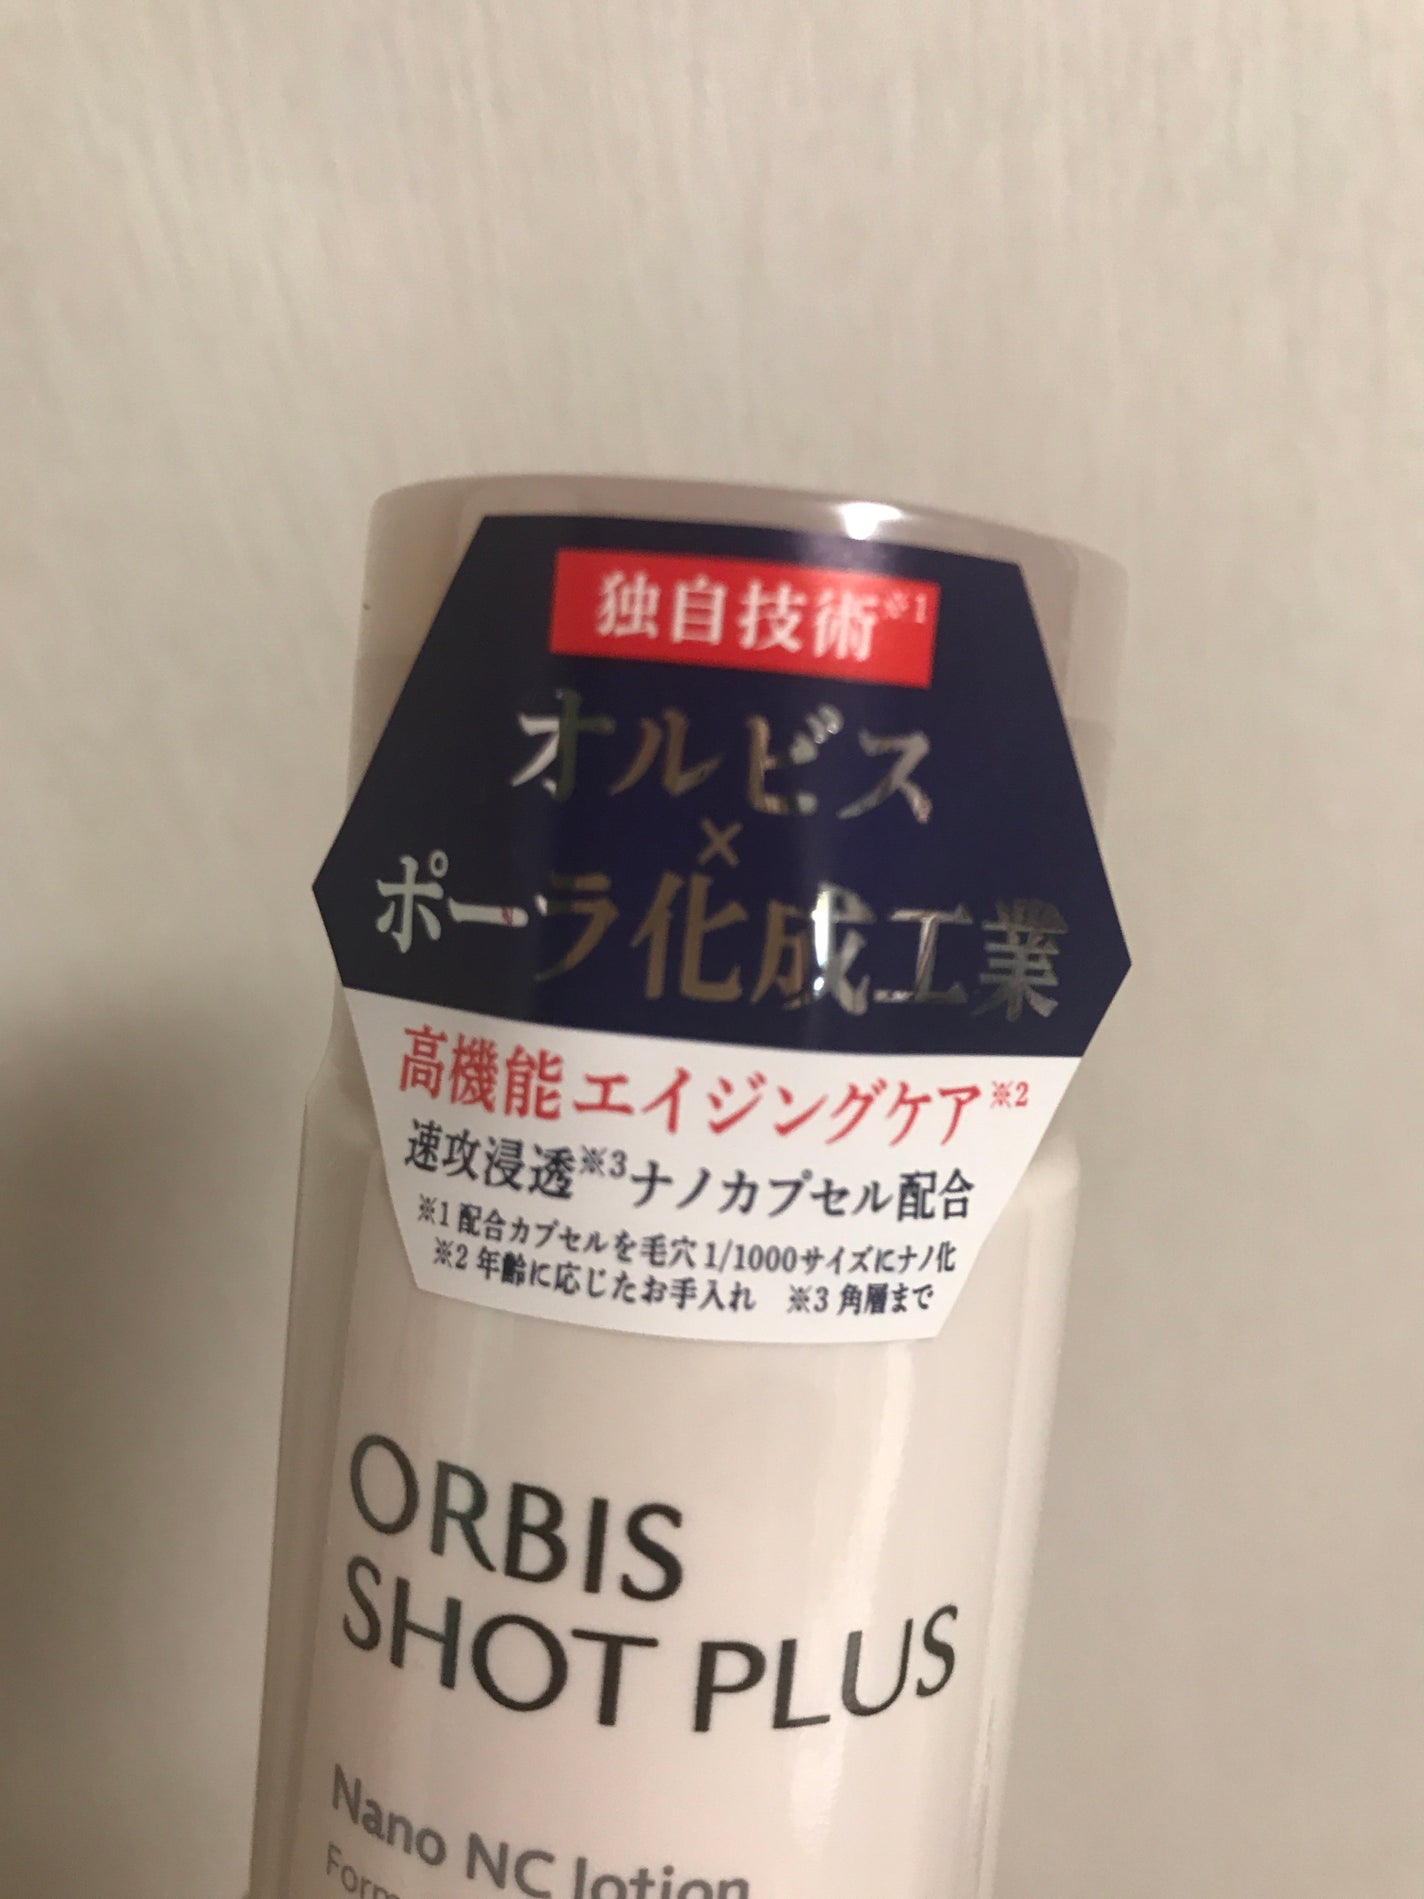 独自技術※1
オルビス
×
ポーラ化成工業
高機能エイジングケア※2
速攻浸透※3ナノカプセル配合
※1 配合カプセルを毛穴1/1000サイズにナノ化
※2 年齢に応じたお手入れ ※3 角層まで
ORBIS
SHOT PLUS
Nano NC lotion